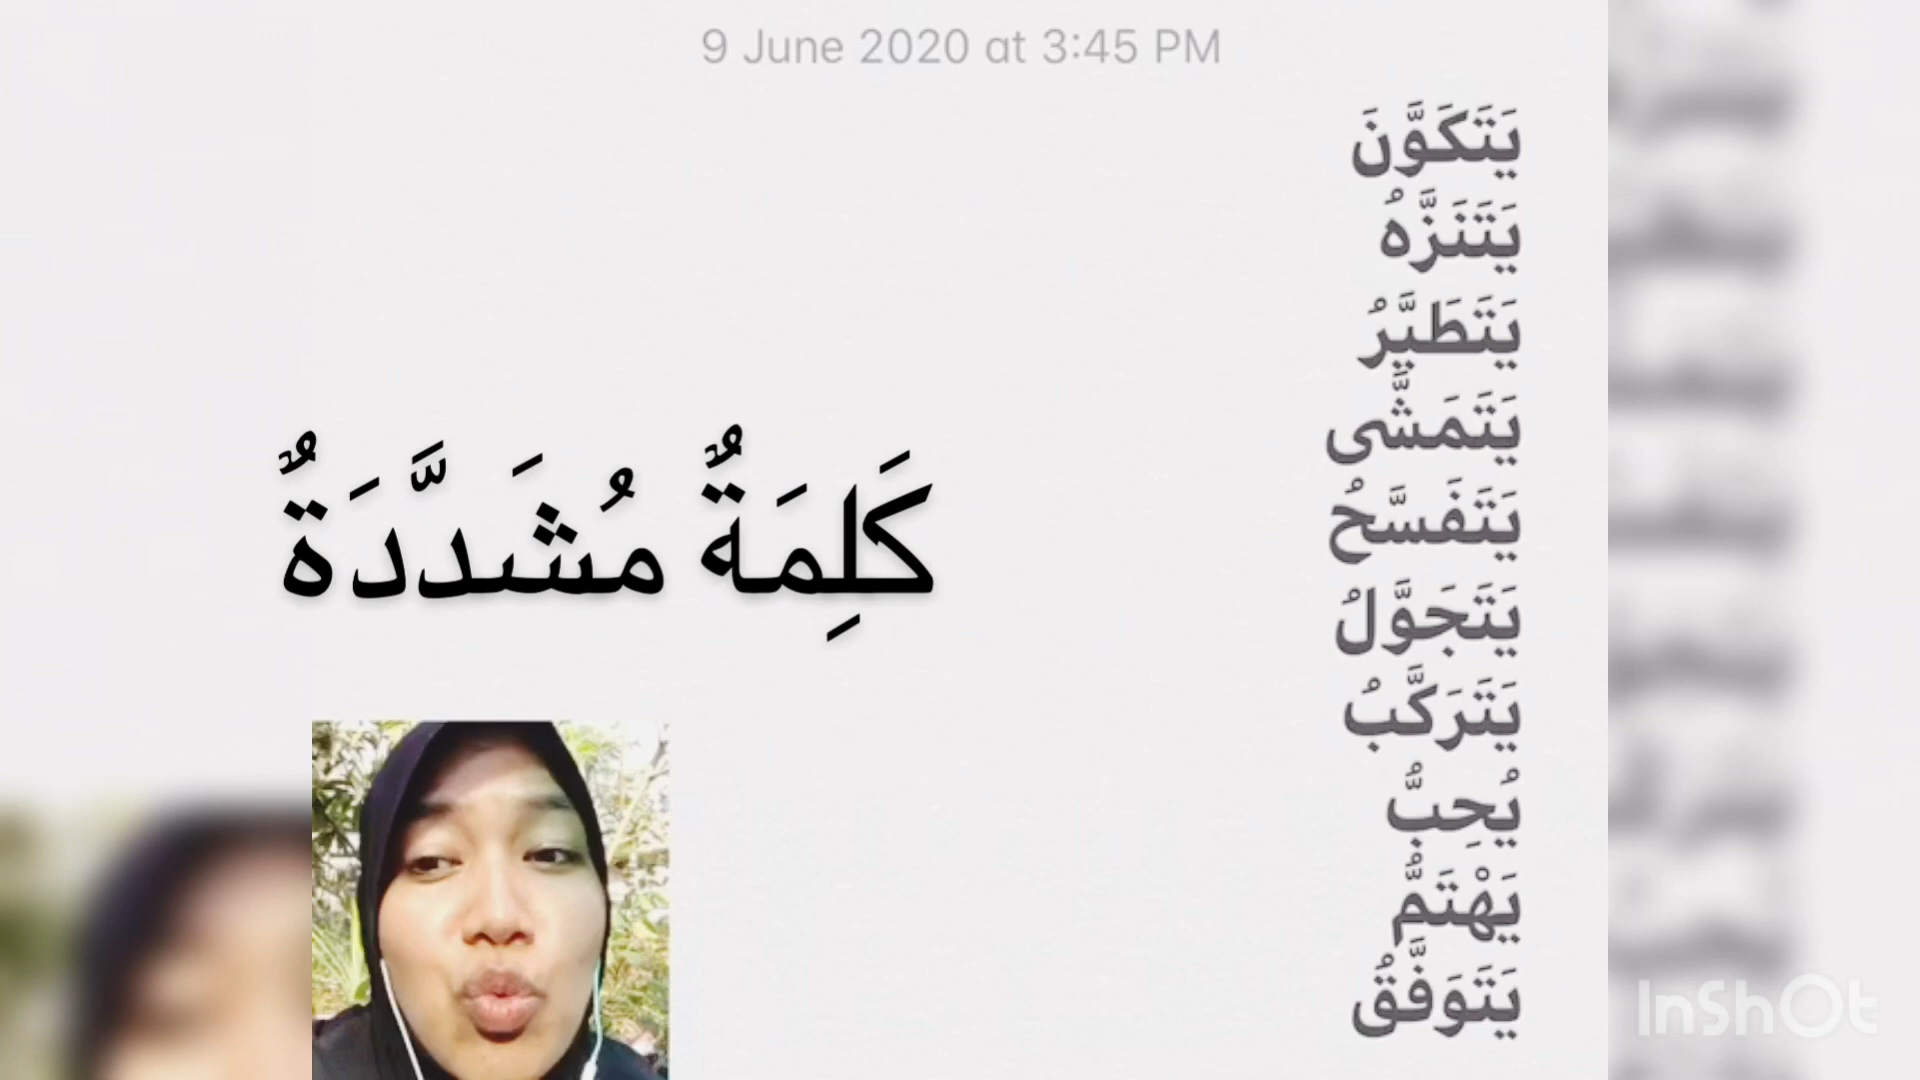 9 June 2020 at 3:45 PM
يَتَكَوَّنَ
يَتَنَزَّهُ
يَتَطَيَّرُ
يَتَمَشَّى
يَتَفَسَّحُ
يَتَجَوَّلُ
يَتَرَكَّبُ
يُحِبُّ
يَهْتَمُّ
يَتَوَفَّقُ
كَلِمَةٌ مُشَدَّدَةٌ
InShOt